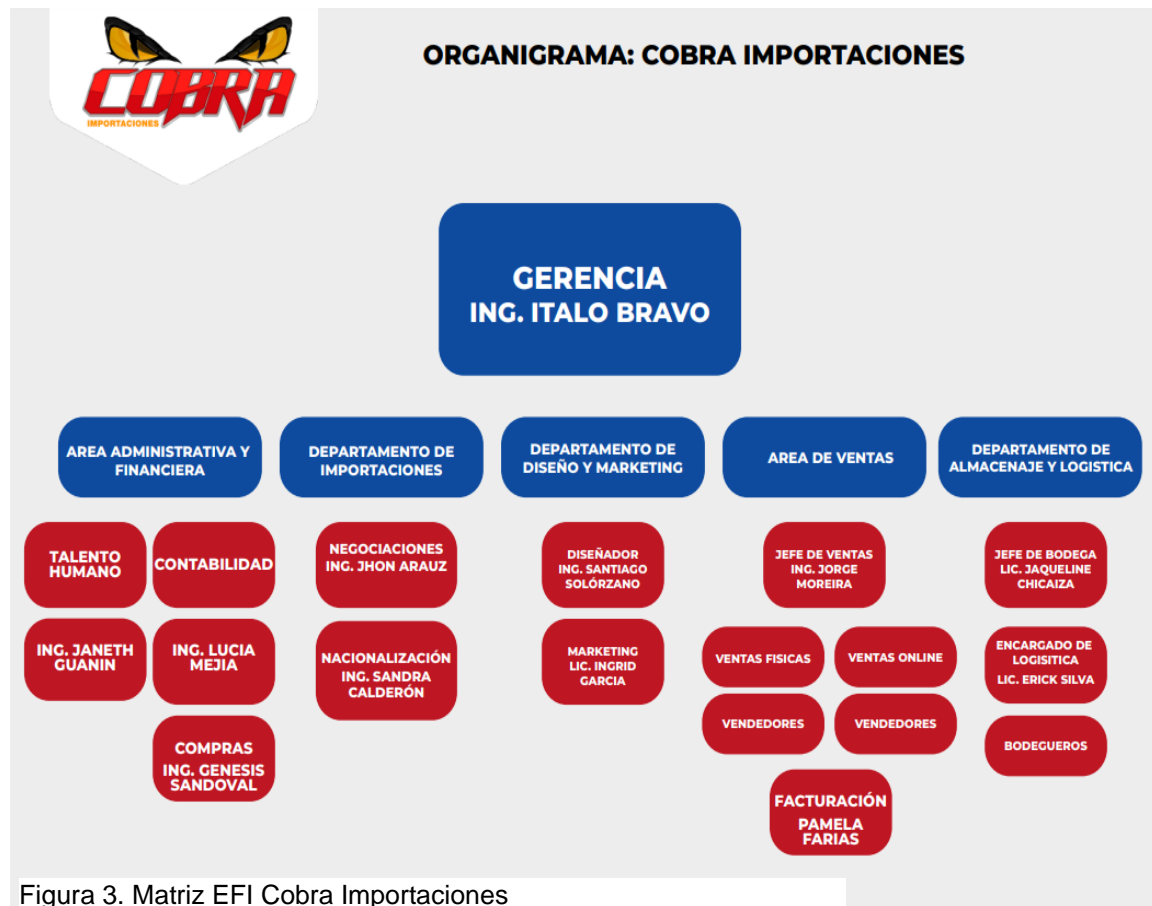 COBRA
IMPORTACIONES
ORGANIGRAMA: COBRA IMPORTACIONES
GERENCIA
ING. ITALO BRAVO
AREA ADMINISTRATIVA Y
FINANCIERA
DEPARTAMENTO DE
IMPORTACIONES
DEPARTAMENTO DE
DISEÑO Y MARKETING
AREA DE VENTAS
DEPARTAMENTO DE
ALMACENAJE Y LOGISTICA
TALENTO
HUMANO
CONTABILIDAD
ING. JANETH
GUANIN
ING. LUCIA
MEJIA
COMPRAS
ING. GENESIS
SANDOVAL
NEGOCIACIONES
ING. JHON ARAUZ
NACIONALIZACIÓN
ING. SANDRA
CALDERÓN
DISEÑADOR
ING. SANTIAGO
SOLÓRZANO
MARKETING
LIC. INGRID
GARCIA
JEFE DE VENTAS
ING. JORGE
MOREIRA
VENTAS FISICAS
VENTAS ONLINE
VENDEDORES
VENDEDORES
FACTURACIÓN
PAMELA
FARIAS
JEFE DE BODEGA
LIC. JAQUELINE
CHICAIZA
ENCARGADO DE
LOGISITICA
LIC. ERICK SILVA
BODEGUEROS
Figura 3. Matriz EFI Cobra Importaciones